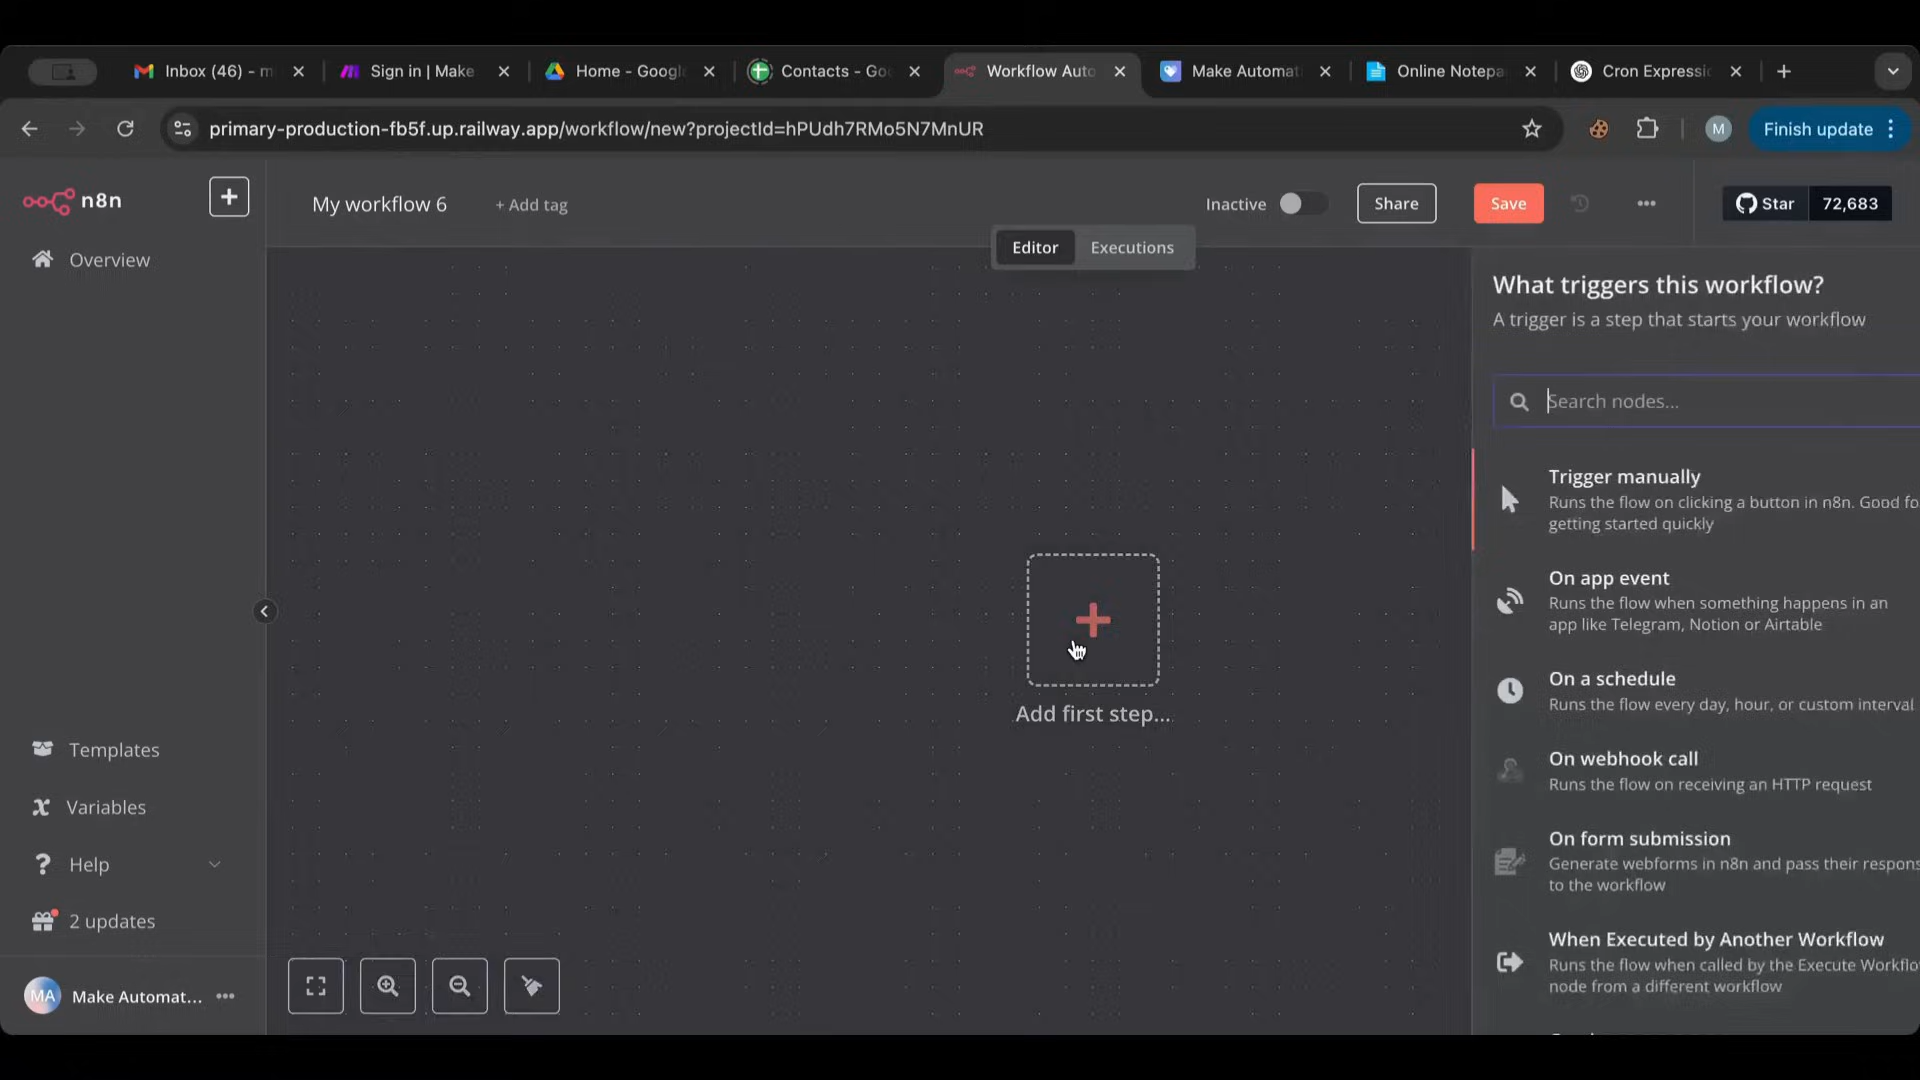 Inbox (46) - m
Sign in | Make
Home - Googl
Contacts - Goo
Workflow Auto
Make Automat
Online Notepa
Cron Expressi
primary-production-fb5f.up.railway.app/workflow/new?projectId=hPUdh7RMo5N7MnUR
M
Finish update
n8n
My workflow 6
+ Add tag
Inactive
Share
Save
Star
72,683
Editor
Executions
Overview
What triggers this workflow?
A trigger is a step that starts your workflow
Search nodes...
Trigger manually
Runs the flow on clicking a button in n8n. Good fo
getting started quickly
On app event
Runs the flow when something happens in an
app like Telegram, Notion or Airtable
Add first step...
On a schedule
Runs the flow every day, hour, or custom interval
On webhook call
Runs the flow on receiving an HTTP request
On form submission
Generate webforms in n8n and pass their respons
to the workflow
When Executed by Another Workflow
Runs the flow when called by the Execute Workflo
node from a different workflow
Templates
Variables
Help
2 updates
MA
Make Automat...